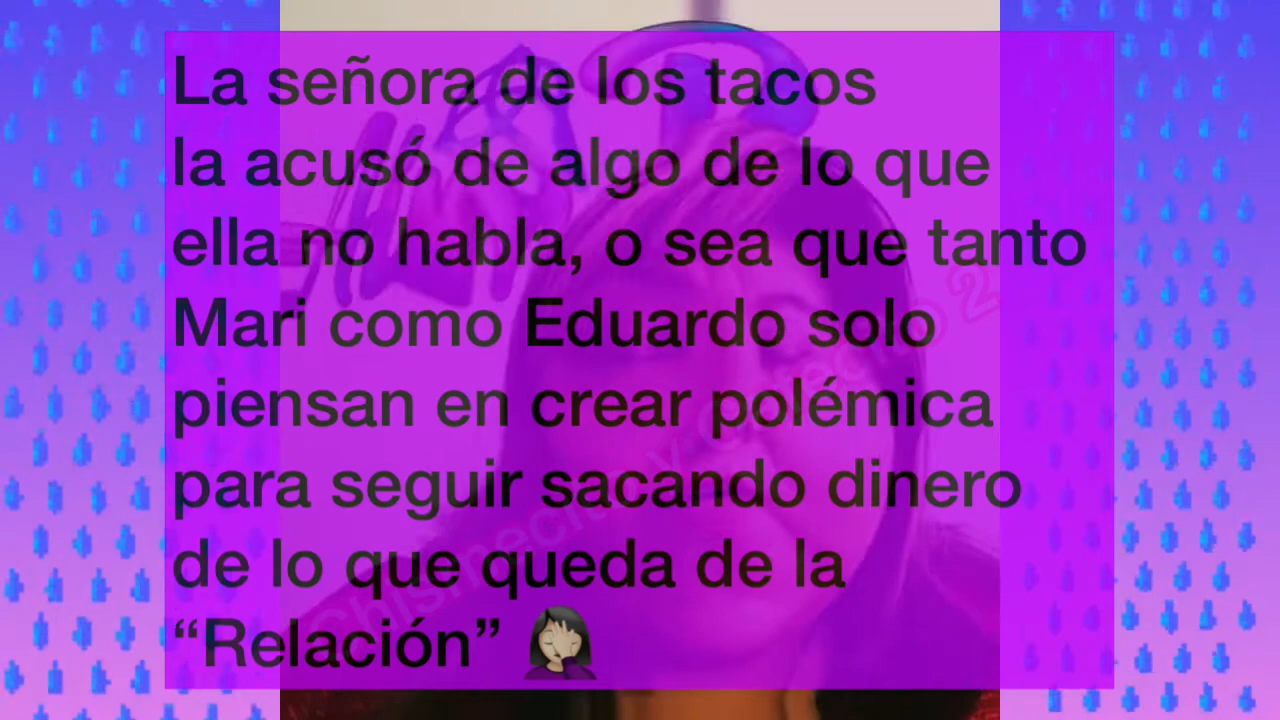 La señora de los tacos
la acusó de algo de lo que
ella no habla, o sea que tanto
Mari como Eduardo solo
piensan en crear polémica
para seguir sacando dinero
de lo que queda de la
“Relación” 🤦🏻‍♀️